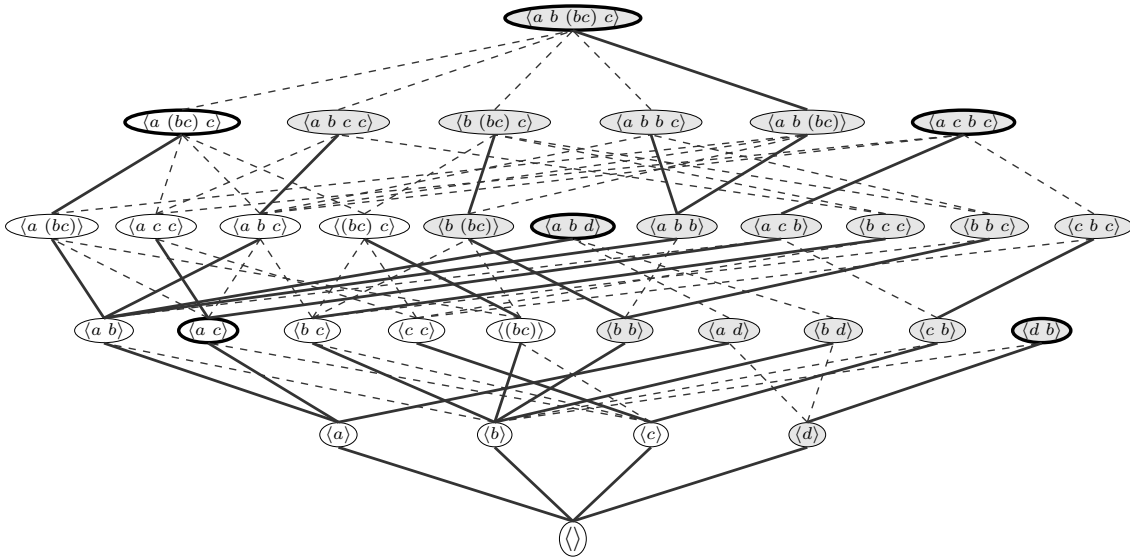 ⟨a b (bc) c⟩
⟨a (bc) c⟩ ⟨a b c c⟩ ⟨b (bc) c⟩ ⟨a b b c⟩ ⟨a b (bc)⟩ ⟨a c b c⟩
⟨a (bc)⟩ ⟨a c c⟩ ⟨a b c⟩ ⟨(bc) c⟩ ⟨b (bc)⟩ ⟨a b d⟩ ⟨a b b⟩ ⟨a c b⟩ ⟨b c c⟩ ⟨b b c⟩ ⟨c b c⟩
⟨a b⟩ ⟨a c⟩ ⟨b c⟩ ⟨c c⟩ ⟨(bc)⟩ ⟨b b⟩ ⟨a d⟩ ⟨b d⟩ ⟨c b⟩ ⟨d b⟩
⟨a⟩ ⟨b⟩ ⟨c⟩ ⟨d⟩
⟨⟩